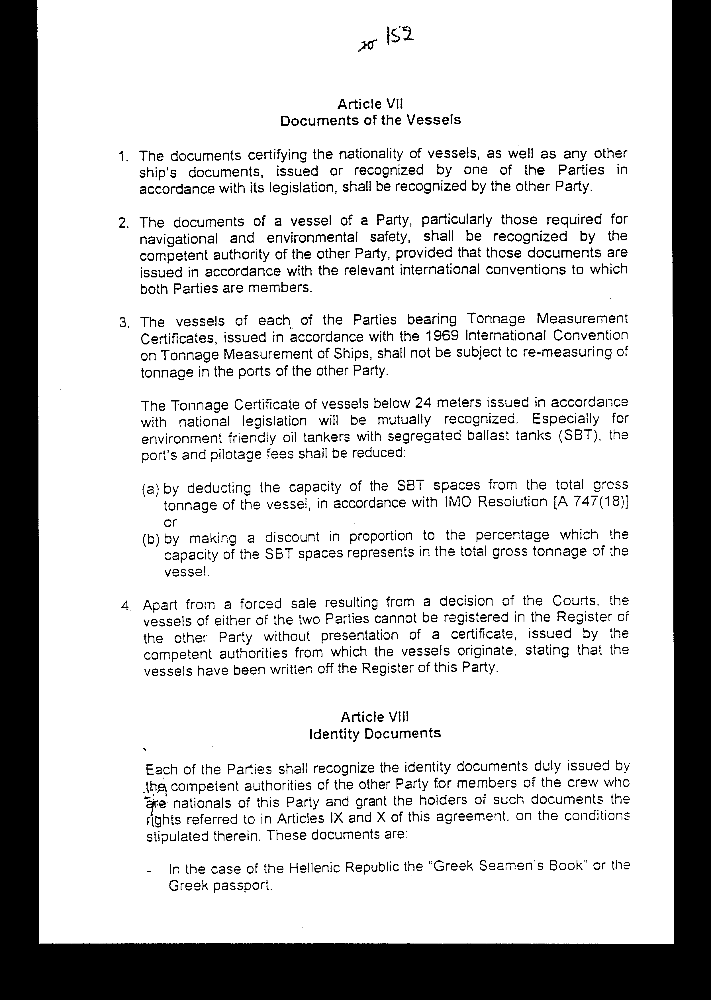 152
Article VII
Documents of the Vessels
1. The documents certifying the nationality of vessels, as well as any other
ship's documents, issued or recognized by one of the Parties in
accordance with its legislation, shall be recognized by the other Party.
2. The documents of a vessel of a Party, particularly those required for
navigational and environmental safety, shall be recognized by the
competent authority of the other Party, provided that those documents are
issued in accordance with the relevant international conventions to which
both Parties are members.
3. The vessels of each of the Parties bearing Tonnage Measurement
Certificates, issued in accordance with the 1969 International Convention
on Tonnage Measurement of Ships, shall not be subject to re-measuring of
tonnage in the ports of the other Party.
The Tonnage Certificate of vessels below 24 meters issued in accordance
with national legislation will be mutually recognized. Especially for
environment friendly oil tankers with segregated ballast tanks (SBT), the
port's and pilotage fees shall be reduced:
(a) by deducting the capacity of the SBT spaces from the total gross
tonnage of the vessel, in accordance with IMO Resolution [A 747(18)]
or
(b) by making a discount in proportion to the percentage which the
capacity of the SBT spaces represents in the total gross tonnage of the
vessel.
4. Apart from a forced sale resulting from a decision of the Courts, the
vessels of either of the two Parties cannot be registered in the Register of
the other Party without presentation of a certificate, issued by the
competent authorities from which the vessels originate, stating that the
vessels have been written off the Register of this Party.
Article VIII
Identity Documents
Each of the Parties shall recognize the identity documents duly issued by
the competent authorities of the other Party for members of the crew who
are nationals of this Party and grant the holders of such documents the
rights referred to in Articles IX and X of this agreement, on the conditions
stipulated therein. These documents are:
- In the case of the Hellenic Republic the "Greek Seamen's Book" or the
Greek passport.